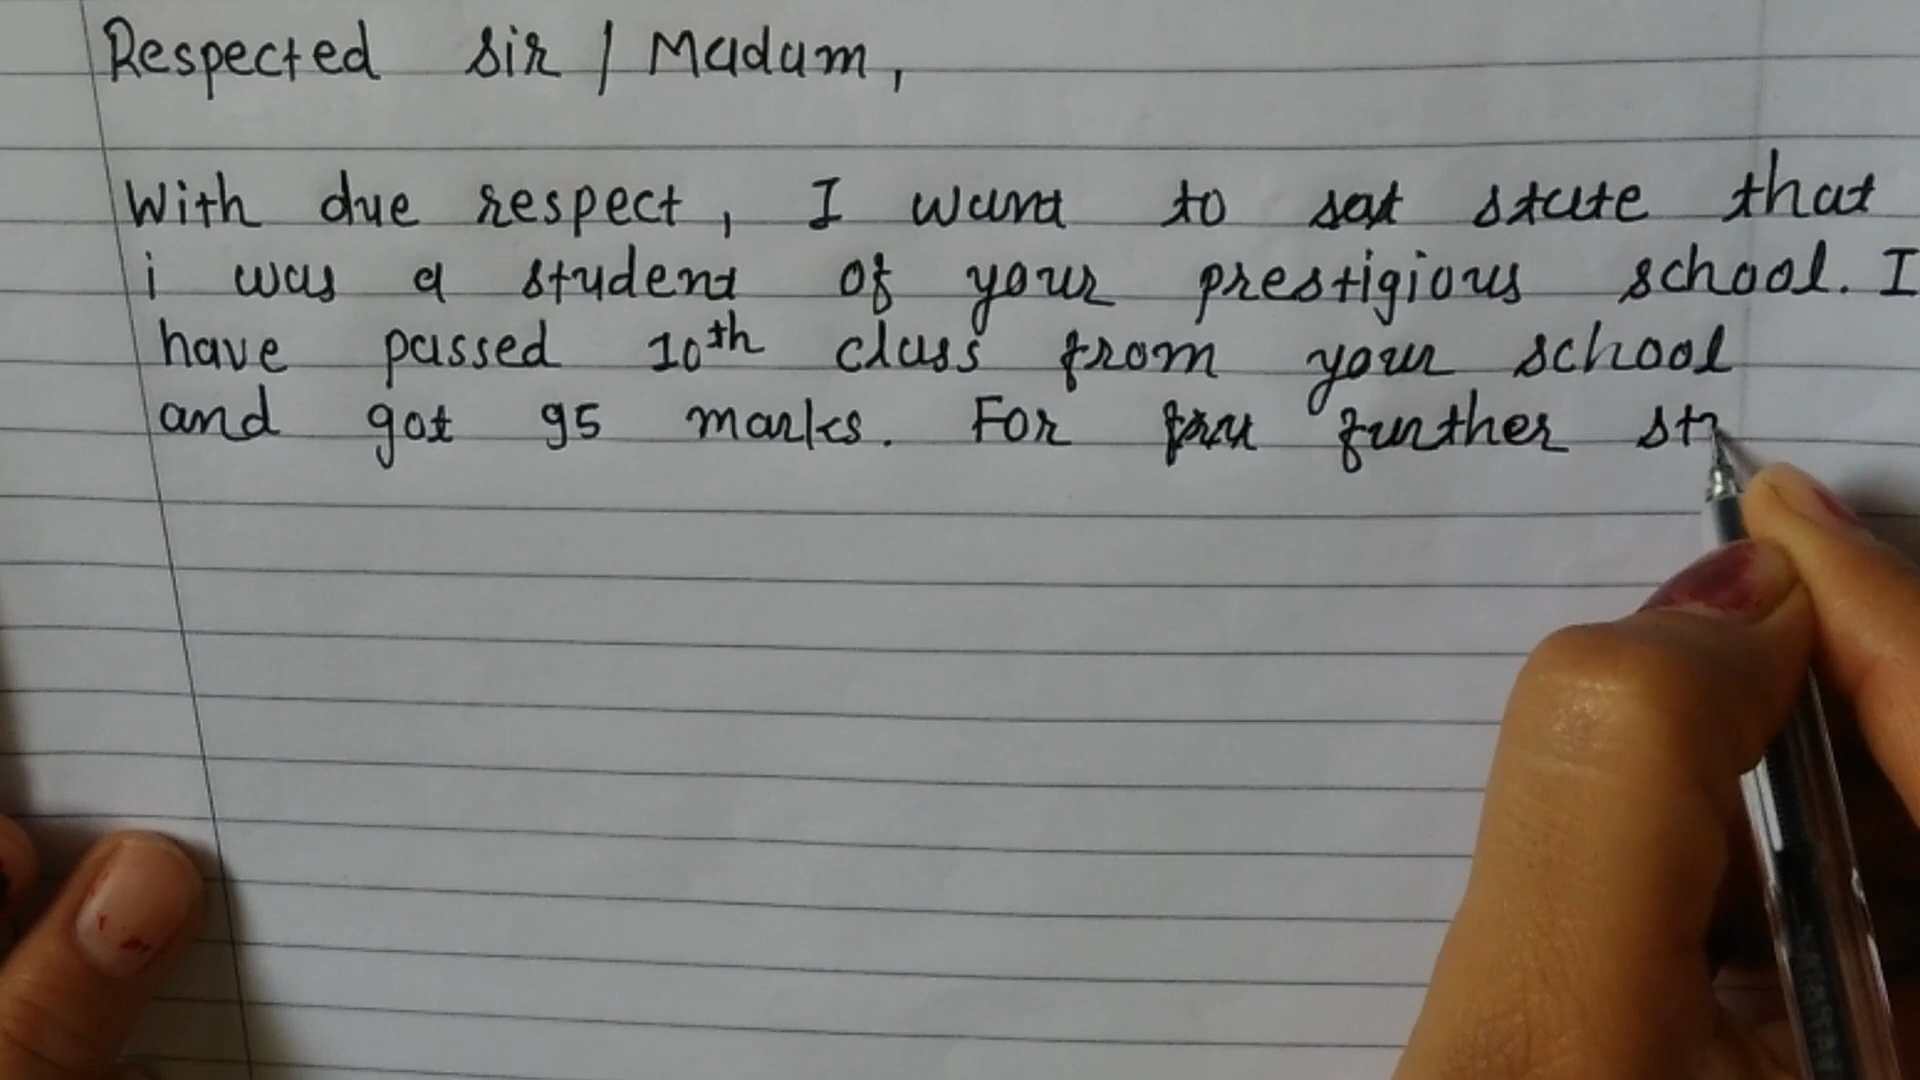 Respected Sir / Madam,
With due respect, I want to sat state that
i was a student of your prestigious school. I
have passed 10th class from your school
and got 95 marks. For further st